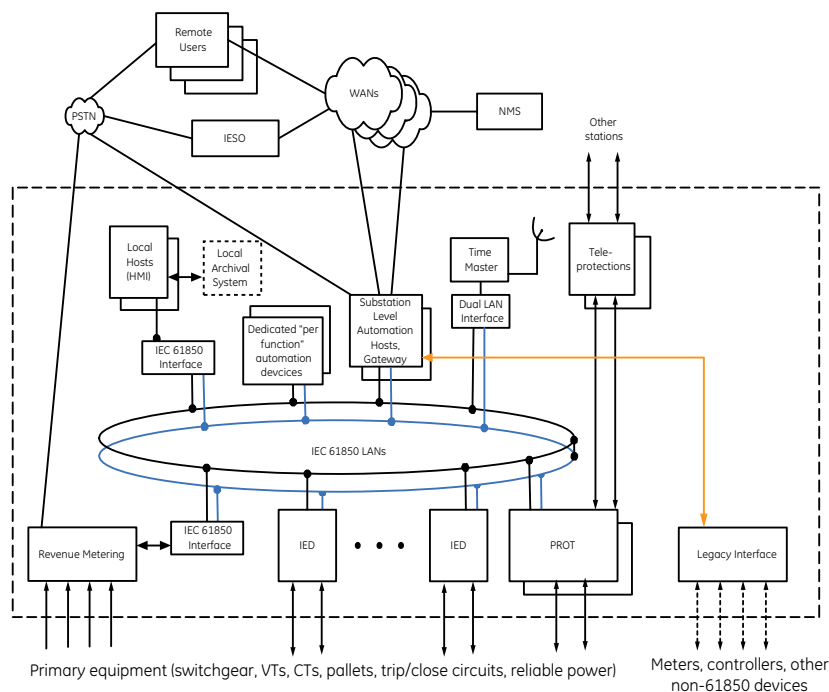 Remote
Users
WANs
PSTN
NMS
IESO
Other
stations
Local
Hosts
(HMI)
Local
Archival
System
Time
Master
Tele-
protections
Substation
Level
Automation
Hosts,
Gateway
Dual LAN
Interface
IEC 61850
Interface
Dedicated "per
function"
automation
devcices
IEC 61850 LANs
Revenue Metering
IEC 61850
Interface
IED
IED
PROT
Legacy Interface
Primary equipment (switchgear, VTs, CTs, pallets, trip/close circuits, reliable power)
Meters, controllers, other
non-61850 devices